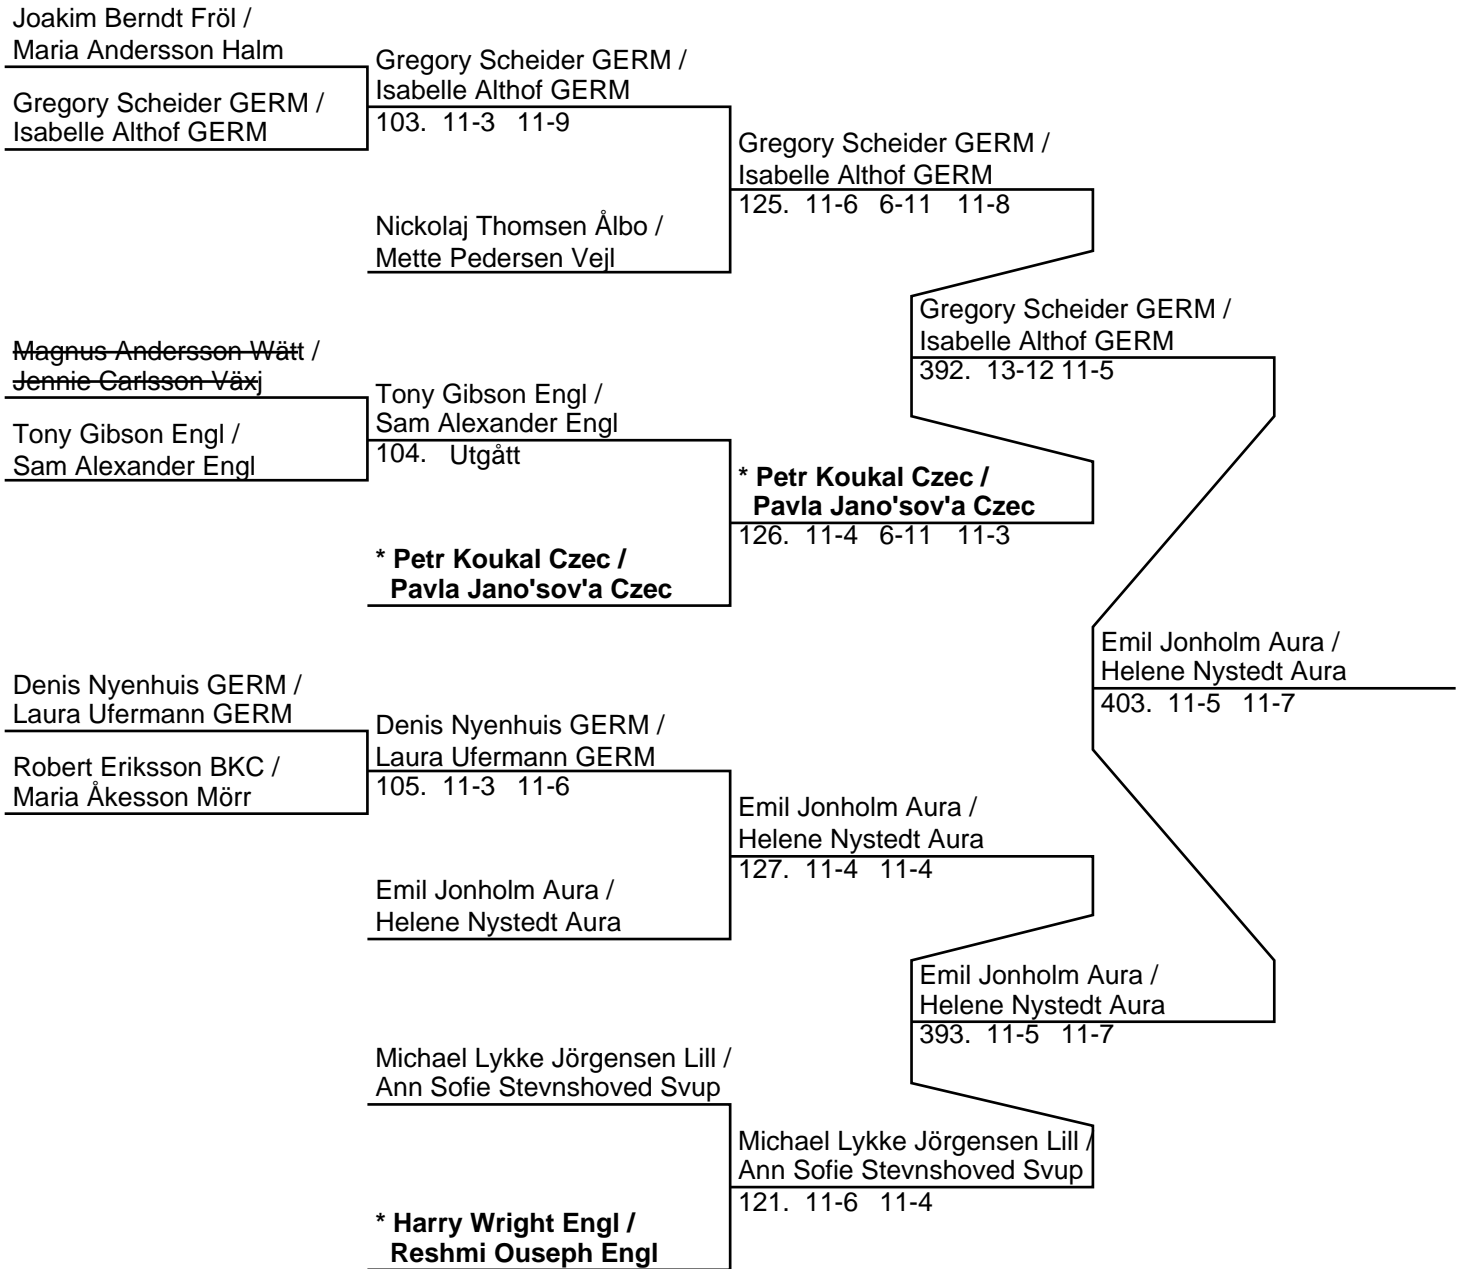 Joakim Berndt Fröl /
Maria Andersson Halm
Gregory Scheider GERM /
Isabelle Althof GERM
Gregory Scheider GERM /
Isabelle Althof GERM
103. 11-3 11-9
Nickolaj Thomsen Ålbo /
Mette Pedersen Vejl
Gregory Scheider GERM /
Isabelle Althof GERM
125. 11-6 6-11 11-8
Magnus Andersson Wätt /
Jennie Carlsson Växj
Tony Gibson Engl /
Sam Alexander Engl
Tony Gibson Engl /
Sam Alexander Engl
104. Utgått
* Petr Koukal Czec /
Pavla Jano'sov'a Czec
* Petr Koukal Czec /
Pavla Jano'sov'a Czec
126. 11-4 6-11 11-3
Gregory Scheider GERM /
Isabelle Althof GERM
392. 13-12 11-5
Denis Nyenhuis GERM /
Laura Ufermann GERM
Robert Eriksson BKC /
Maria Åkesson Mörr
Denis Nyenhuis GERM /
Laura Ufermann GERM
105. 11-3 11-6
Emil Jonholm Aura /
Helene Nystedt Aura
Emil Jonholm Aura /
Helene Nystedt Aura
127. 11-4 11-4
Michael Lykke Jörgensen Lill /
Ann Sofie Stevnshoved Svup
* Harry Wright Engl /
Reshmi Ouseph Engl
Michael Lykke Jörgensen Lill /
Ann Sofie Stevnshoved Svup
121. 11-6 11-4
Emil Jonholm Aura /
Helene Nystedt Aura
393. 11-5 11-7
Emil Jonholm Aura /
Helene Nystedt Aura
403. 11-5 11-7